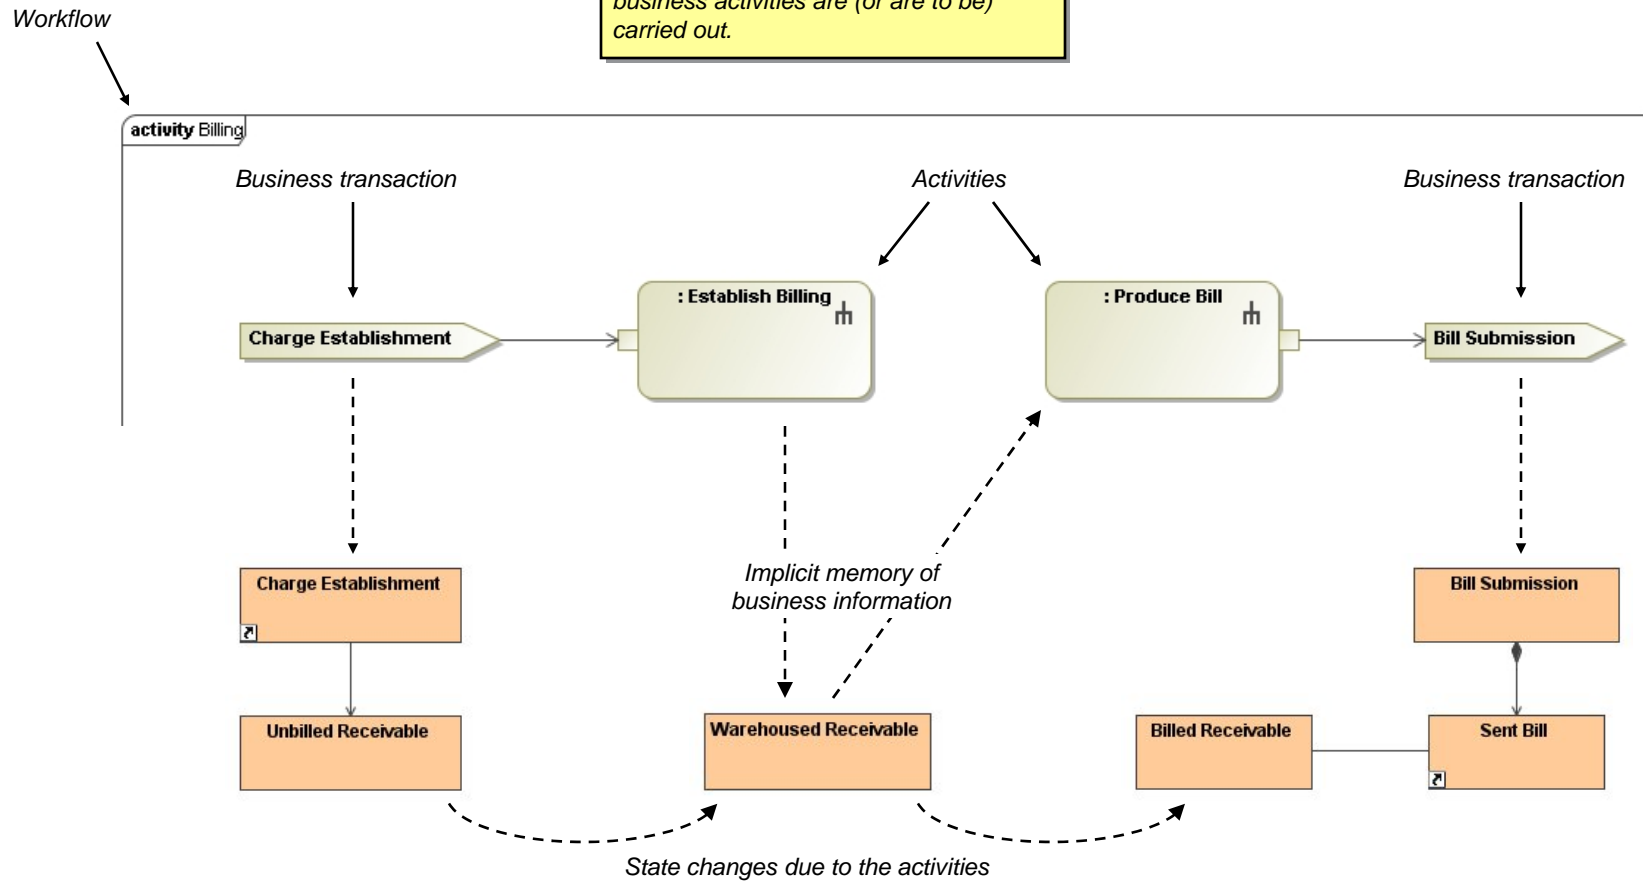 business activities are (or are to be)
carried out.
Workflow
activity Billing
Business transaction
Activities
Business transaction
: Establish Billing
: Produce Bill
Charge Establishment
Bill Submission
Implicit memory of
business information
Charge Establishment
Bill Submission
Unbilled Receivable
Warehoused Receivable
Billed Receivable
Sent Bill
State changes due to the activities